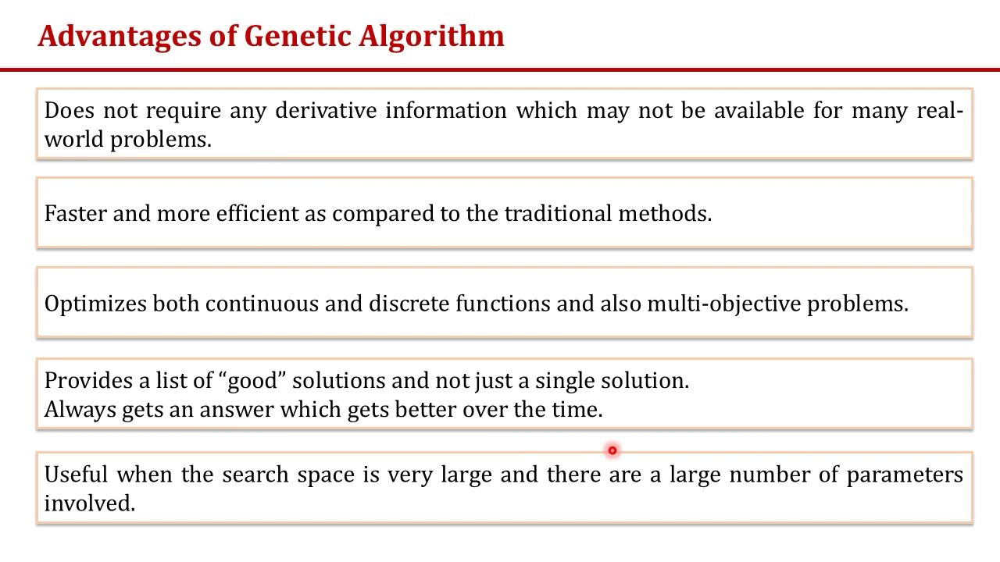 Advantages of Genetic Algorithm
Does not require any derivative information which may not be available for many real-
world problems.
Faster and more efficient as compared to the traditional methods.
Optimizes both continuous and discrete functions and also multi-objective problems.
Provides a list of “good” solutions and not just a single solution.
Always gets an answer which gets better over the time.
Useful when the search space is very large and there are a large number of parameters
involved.